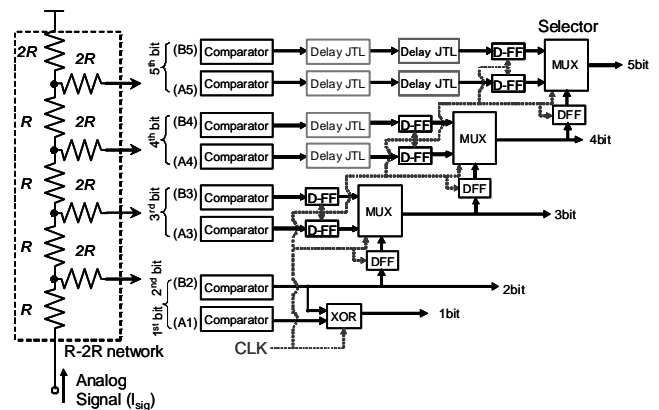 Selector
2R
2R
5th bit
(B5)
Comparator
Delay JTL
Delay JTL
D-FF
MUX
5bit
(A5)
Comparator
Delay JTL
Delay JTL
D-FF
DFF
R
2R
4th bit
(B4)
Comparator
Delay JTL
D-FF
MUX
4bit
(A4)
Comparator
Delay JTL
D-FF
DFF
R
2R
3rd bit
(B3)
Comparator
D-FF
MUX
3bit
(A3)
Comparator
D-FF
DFF
R
2R
1st bit 2nd bit
(B2)
Comparator
2bit
R
(A1)
Comparator
XOR
1bit
R-2R network
CLK
Analog
Signal (Isig)